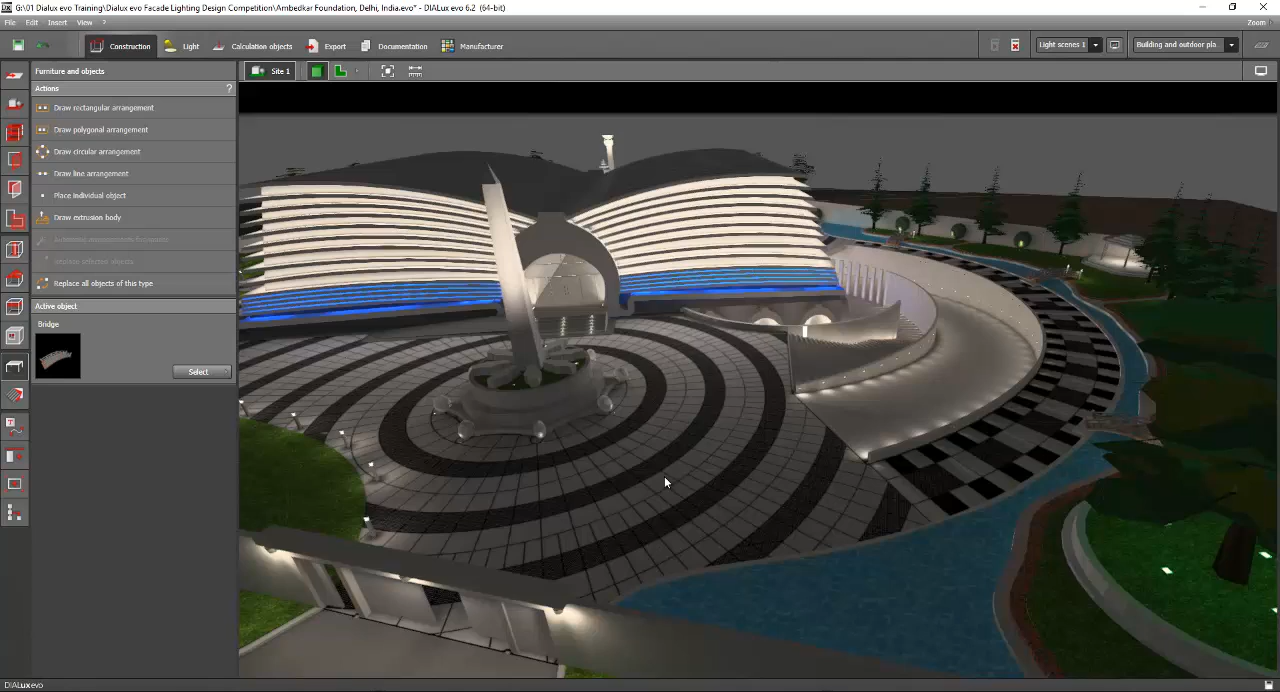 G:\01 Dialux evo Training\Dialux evo Facade Lighting Design Competition\Ambedkar Foundation, Delhi, India.evo* - DIALux evo 6.2  (64-bit)
File Edit Insert View ? Zoom
Construction Light Calculation objects Export Documentation Manufacturer Light scenes 1 Building and outdoor pla
Furniture and objects Site 1
Actions ?
Draw rectangular arrangement
Draw polygonal arrangement
Draw circular arrangement
Draw line arrangement
Place individual object
Draw extrusion body
Replace all objects of this type
Active object
Bridge
Select
DIALux evo